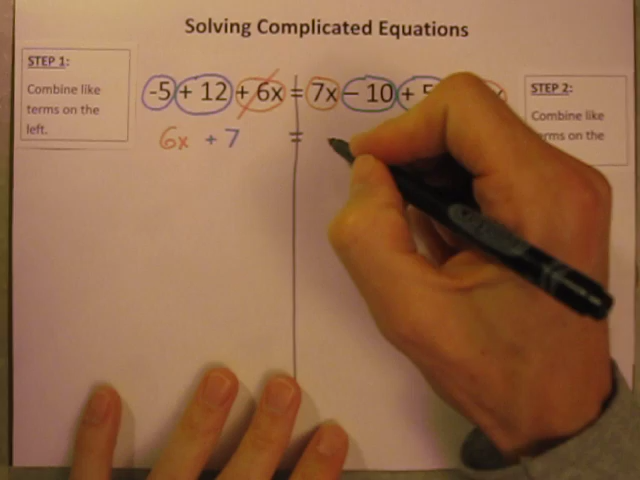 Solving Complicated Equations
STEP 1:
Combine like
terms on the
left.
-5 + 12 + 6x = 7x − 10 + 5
6x + 7 =
STEP 2:
Combine like
terms on the